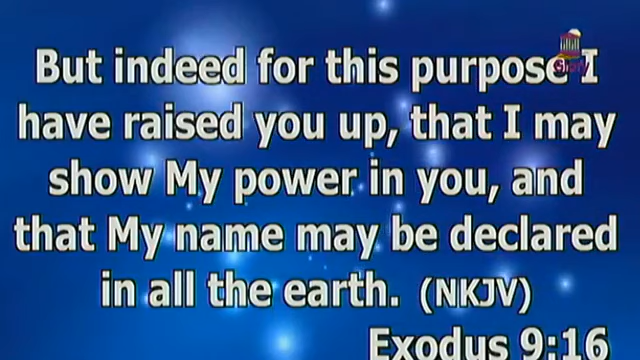 But indeed for this purpose I
have raised you up, that I may
show My power in you, and
that My name may be declared
in all the earth. (NKJV)
Exodus 9:16